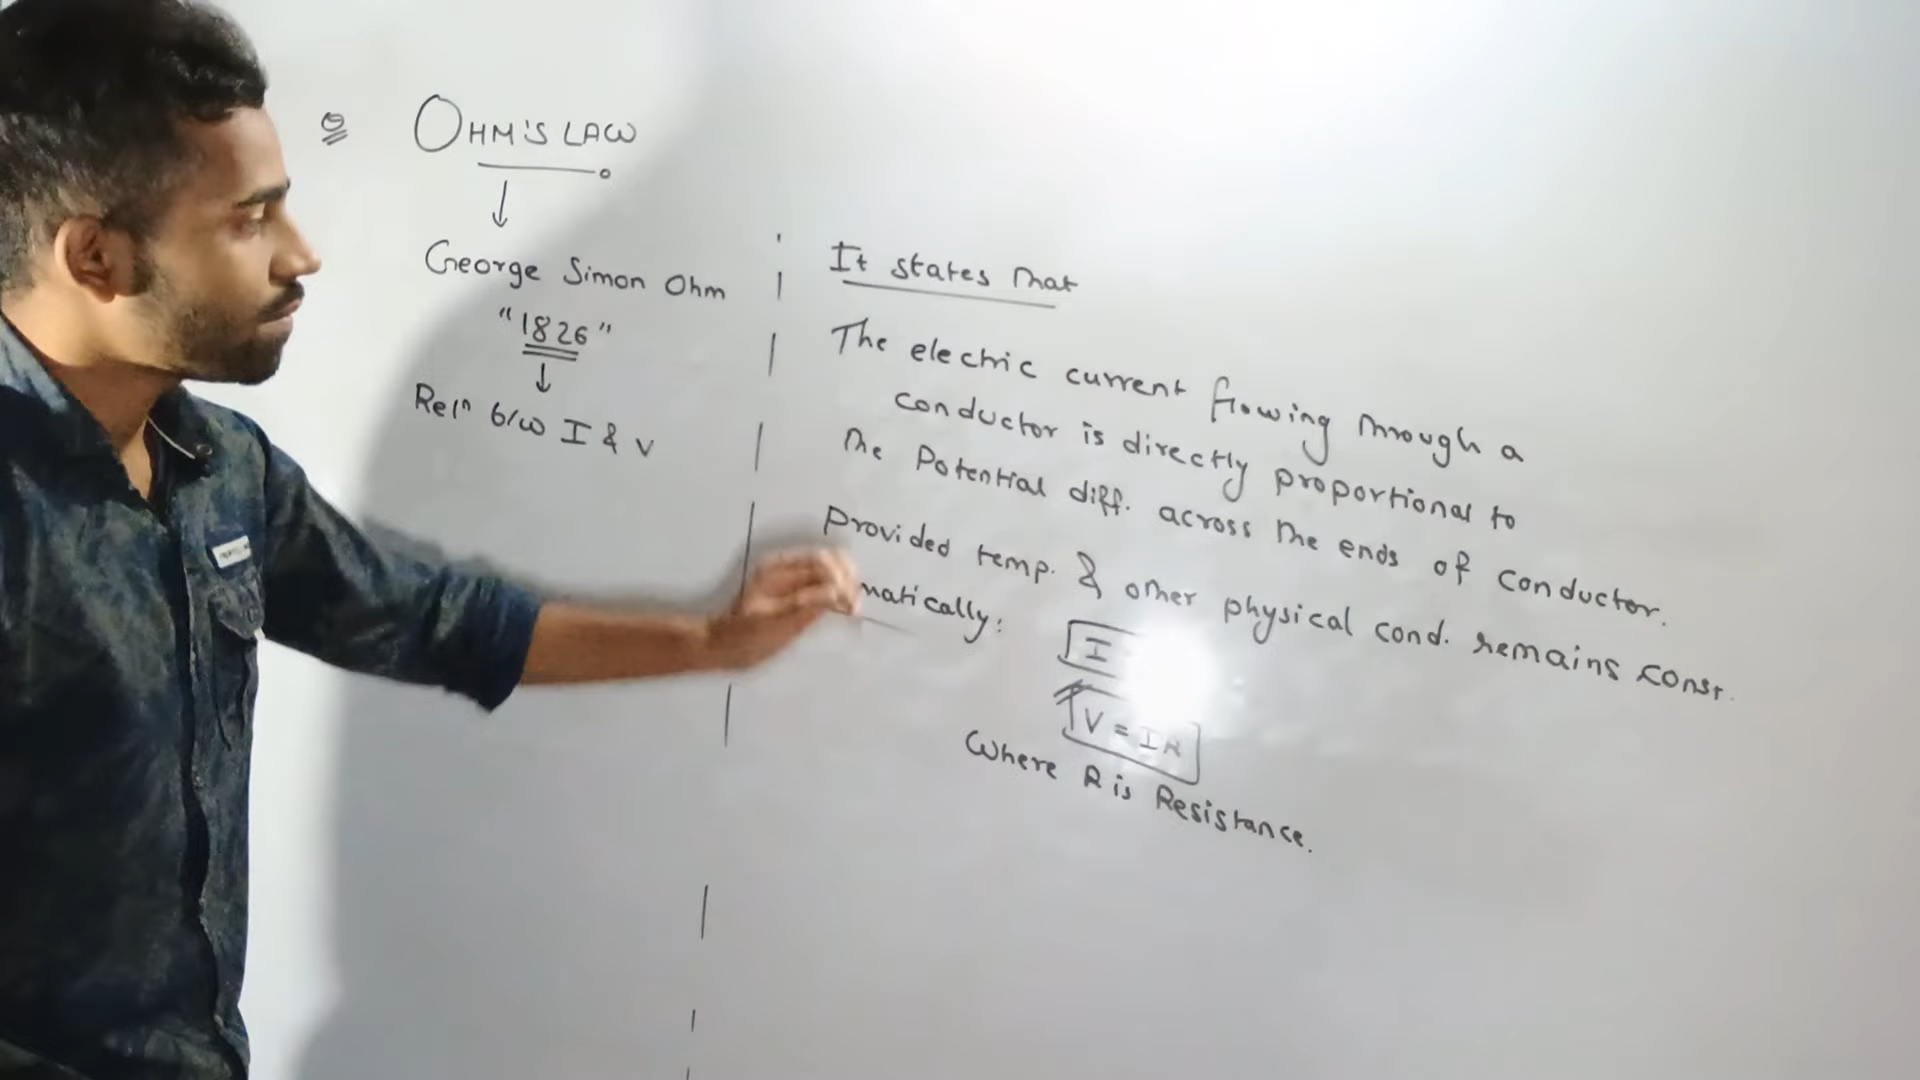 OHM'S LAW
↓
George Simon Ohm
"1826"
↓
Relⁿ b/w I & V
It states that
The electric current flowing through a
conductor is directly proportional to
the Potential diff. across the ends of conductor.
Provided temp. & other physical cond. remains const.
matically:
I
V = IR
Where R is Resistance.